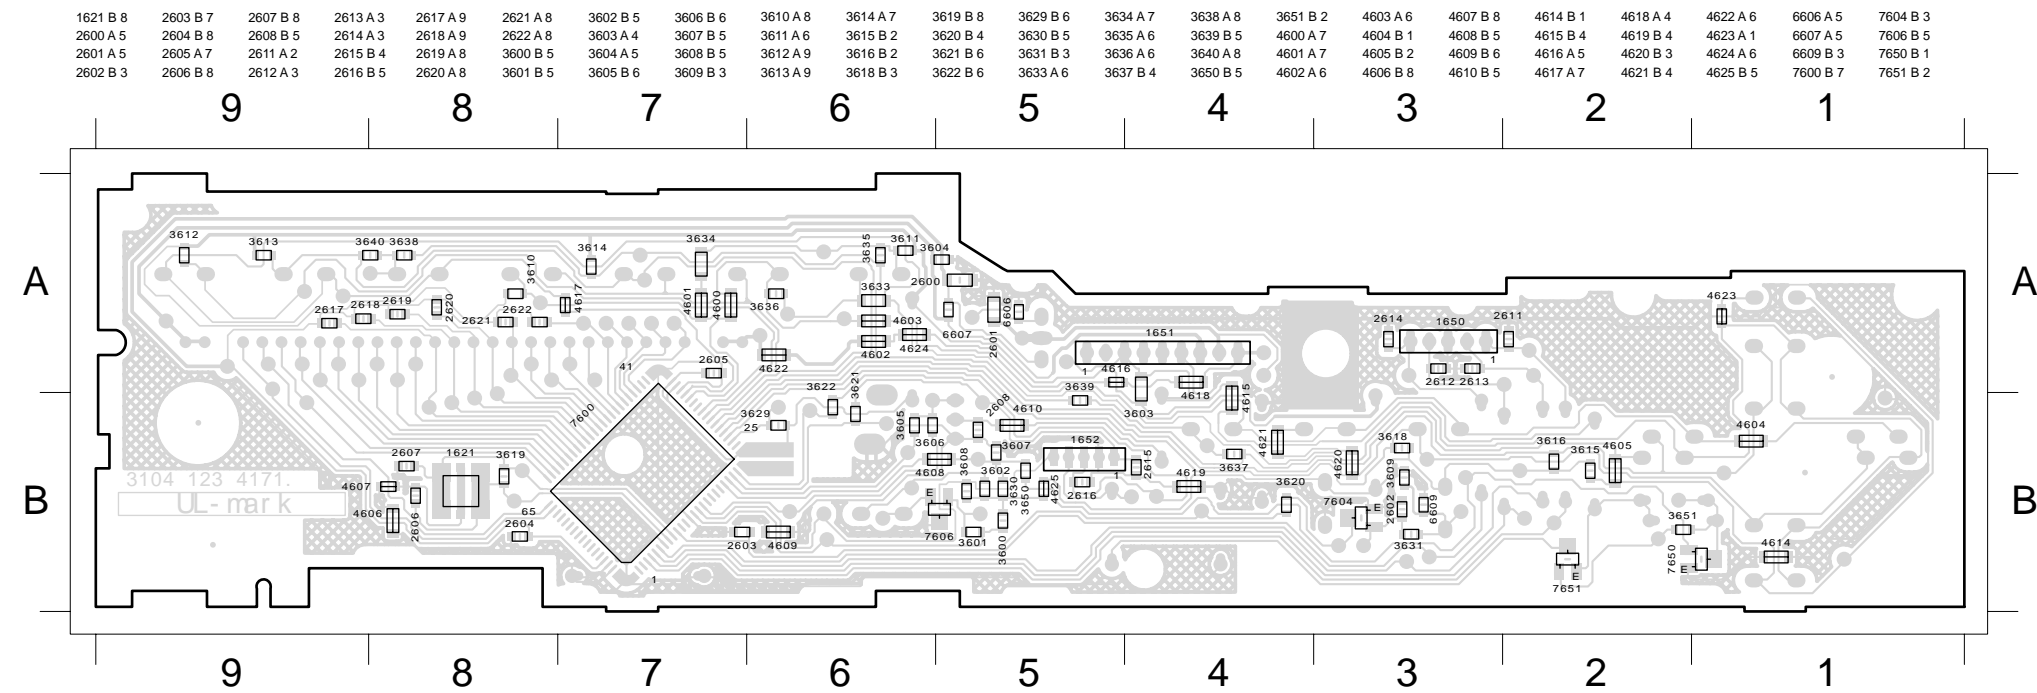 1621 B 8 2603 B 7 2607 B 8 2613 A 3 2617 A 9 2621 A 8 3602 B 5 3606 B 6 3610 A 8 3614 A 7 3619 B 8 3629 B 6 3634 A 7 3638 A 8 3651 B 2 4603 A 6 4607 B 8 4614 B 1 4618 A 4 4622 A 6 6606 A 5 7604 B 3
2600 A 5 2604 B 8 2608 B 5 2614 A 3 2618 A 9 2622 A 8 3603 A 4 3607 B 5 3611 A 6 3615 B 2 3620 B 4 3630 B 5 3635 A 6 3639 B 5 4600 A 7 4604 B 1 4608 B 5 4615 B 4 4619 B 4 4623 A 1 6607 A 5 7606 B 5
2601 A 5 2605 A 7 2611 A 2 2615 B 4 2619 A 8 3600 B 5 3604 A 5 3608 B 5 3612 A 9 3616 B 2 3621 B 6 3631 B 3 3636 A 6 3640 A 8 4601 A 7 4605 B 2 4609 B 6 4616 A 5 4620 B 3 4624 A 6 6609 B 3 7650 B 1
2602 B 3 2606 B 8 2612 A 3 2616 B 5 2620 A 8 3601 B 5 3605 B 6 3609 B 3 3613 A 9 3618 B 3 3622 B 6 3633 A 6 3637 B 4 3650 B 5 4602 A 6 4606 B 8 4610 B 5 4617 A 7 4621 B 4 4625 B 5 7600 B 7 7651 B 2
9 8 7 6 5 4 3 2 1
3612 3613 3640 3638 3614 3634 3635 3611 3604
A
3610 4617 4601 4600 3636 3633 2600
A
2617 2618 2619 2620 2621 2622 4603 6607 2601 6606
4602 4624 4623
1651 2614 1650 2611
1 1
41 2605 4622 4616 2612 2613
3622 3621 3639 3603 4618 4615
7600 3629 25 3605 2608 4610
3606 3607 1652 4621 3618 3616 4605 4604
2607 1621 3619 4608 3608 3602 2615 3637 4620 3609 3615
3104 123 4171.
UL-mark
B
4607 3630 3650 4625 2616 1 4619 3620
B
4606 2606 65 2604 E 7604 E 2602 6609 3651
2603 4609 7606 3601 3600 3631 7650 E 4614
1 7651 E
9 8 7 6 5 4 3 2 1